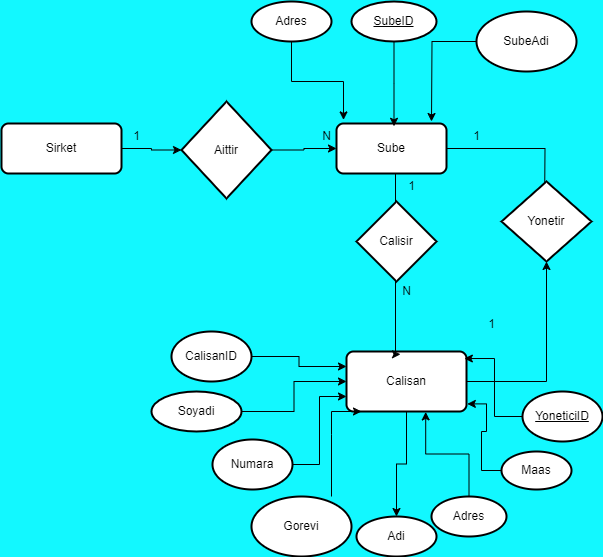 Adres
SubeID
SubeAdi
Sirket
1
Aittir
N
Sube
1
1
Yonetir
Calisir
N
1
CalisanID
Calisan
Soyadi
YoneticiID
Numara
Maas
Gorevi
Adi
Adres